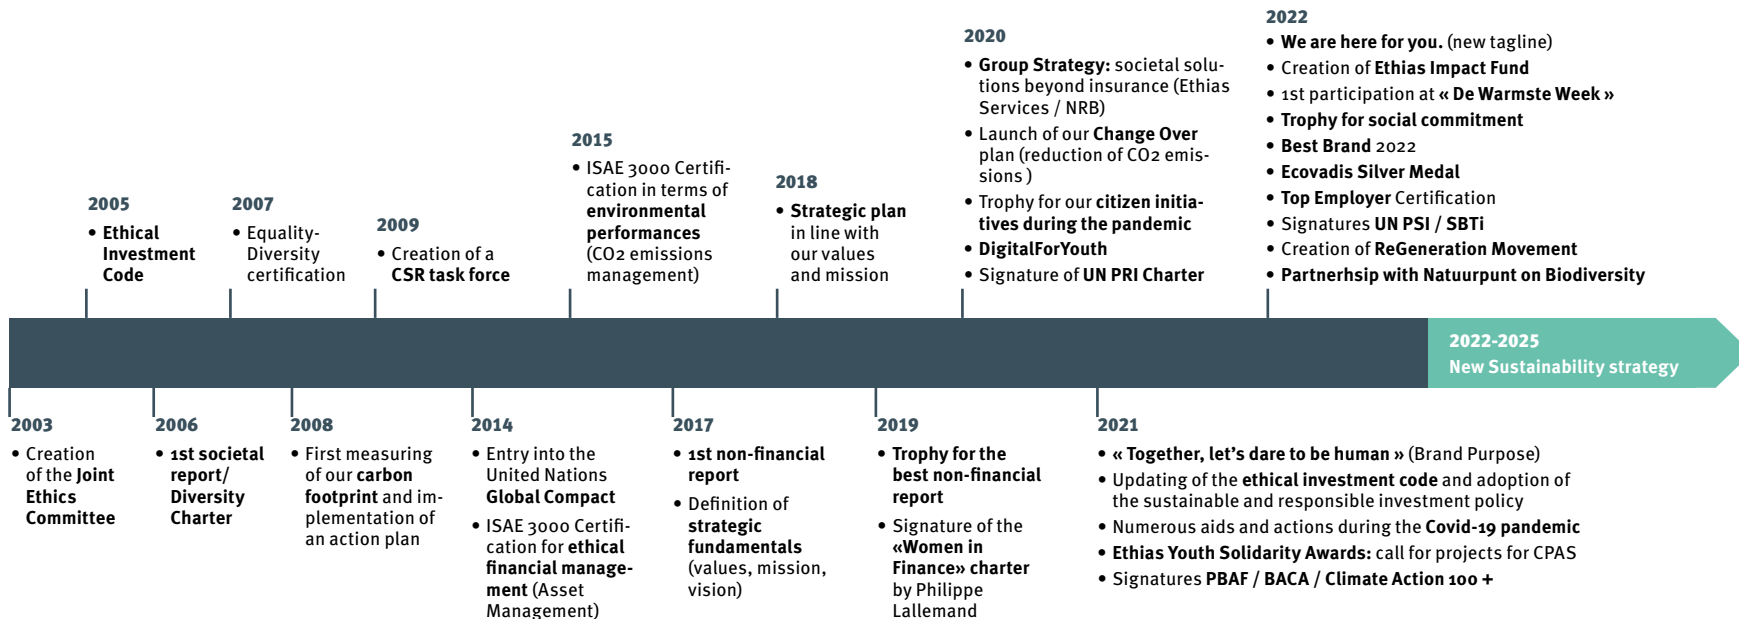 2005
• Ethical
Investment
Code
2007
• Equality-
Diversity
certification
2009
• Creation of a
CSR task force
2015
• ISAE 3000 Certifi-
cation in terms of
environmental
performances
(CO2 emissions
management)
2018
• Strategic plan
in line with
our values
and mission
2020
• Group Strategy: societal solu-
tions beyond insurance (Ethias
Services / NRB)
• Launch of our Change Over
plan (reduction of CO2 emis-
sions )
• Trophy for our citizen initia-
tives during the pandemic
• DigitalForYouth
• Signature of UN PRI Charter
2022
• We are here for you. (new tagline)
• Creation of Ethias Impact Fund
• 1st participation at « De Warmste Week »
• Trophy for social commitment
• Best Brand 2022
• Ecovadis Silver Medal
• Top Employer Certification
• Signatures UN PSI / SBTi
• Creation of ReGeneration Movement
• Partnerhsip with Natuurpunt on Biodiversity
2022-2025
New Sustainability strategy
2003
• Creation
of the Joint
Ethics
Committee
2006
• 1st societal
report/
Diversity
Charter
2008
• First measuring
of our carbon
footprint and im-
plementation of
an action plan
2014
• Entry into the
United Nations
Global Compact
• ISAE 3000 Certifi-
cation for ethical
financial manage-
ment (Asset
Management)
2017
• 1st non-financial
report
• Definition of
strategic
fundamentals
(values, mission,
vision)
2019
• Trophy for the
best non-financial
report
• Signature of the
«Women in
Finance» charter
by Philippe
Lallemand
2021
• « Together, let's dare to be human » (Brand Purpose)
• Updating of the ethical investment code and adoption of
the sustainable and responsible investment policy
• Numerous aids and actions during the Covid-19 pandemic
• Ethias Youth Solidarity Awards: call for projects for CPAS
• Signatures PBAF / BACA / Climate Action 100 +